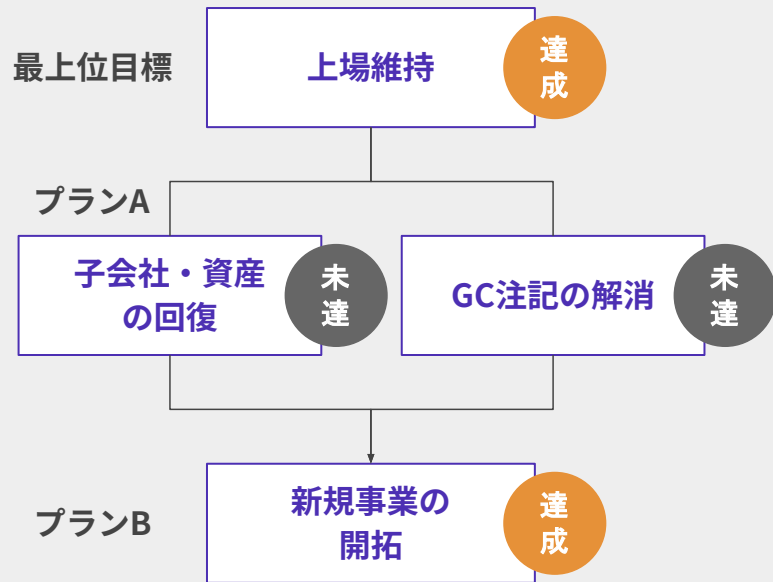 最上位目標
上場維持
達
成
プランA
子会社・資産
の回復
未
達
GC注記の解消
未
達
プランB
新規事業の
開拓
達
成